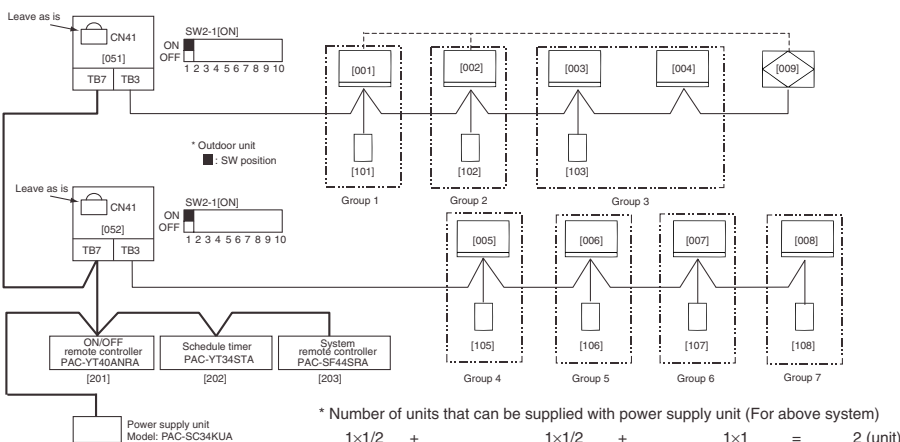 Leave as is
CN41
[051]
TB7 TB3
SW2-1[ON]
ON
OFF
1 2 3 4 5 6 7 8 9 10
* Outdoor unit
: SW position
[001]
[002]
[003]
[004]
[009]
[101]
[102]
[103]
Group 1
Group 2
Group 3
Leave as is
CN41
[052]
TB7 TB3
SW2-1[ON]
ON
OFF
1 2 3 4 5 6 7 8 9 10
[005]
[006]
[007]
[008]
[105]
[106]
[107]
[108]
Group 4
Group 5
Group 6
Group 7
ON/OFF
remote controller
PAC-YT40ANRA
[201]
Schedule timer
PAC-YT34STA
[202]
System
remote controller
PAC-SF44SRA
[203]
Power supply unit
Model: PAC-SC34KUA
* Number of units that can be supplied with power supply unit (For above system)
1×1/2 + 1×1/2 + 1×1 = 2 (unit)